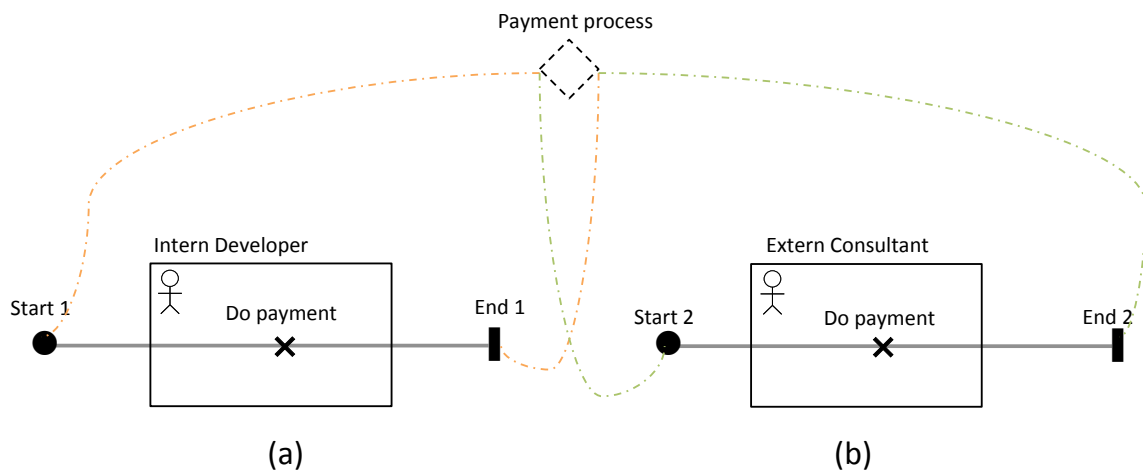 Payment process
Intern Developer
Extern Consultant
Start 1
Do payment
End 1
Start 2
Do payment
End 2
(a)
(b)